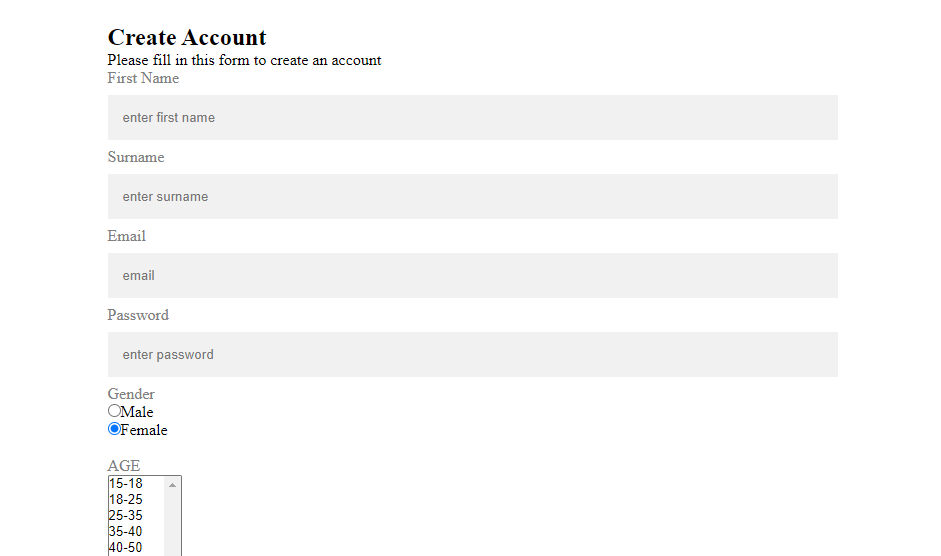 Create Account
Please fill in this form to create an account
First Name
enter first name
Surname
enter surname
Email
email
Password
enter password
Gender
Male
Female
AGE
15-18
18-25
25-35
35-40
40-50